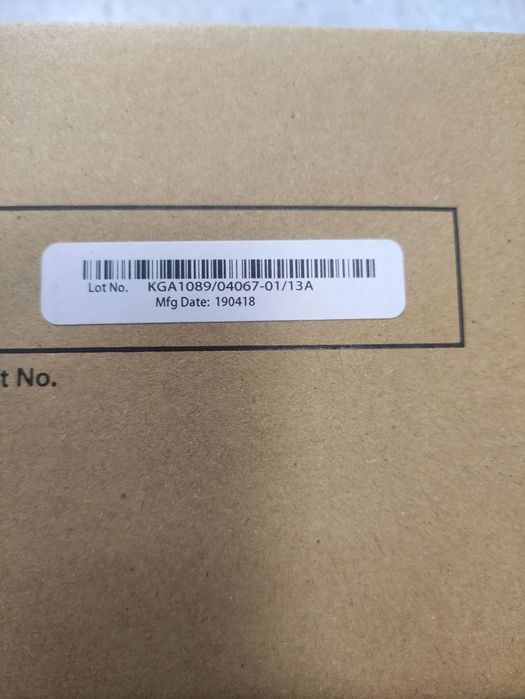 Lot No. KGA1089/04067-01/13A
Mfg Date: 190418
t No.